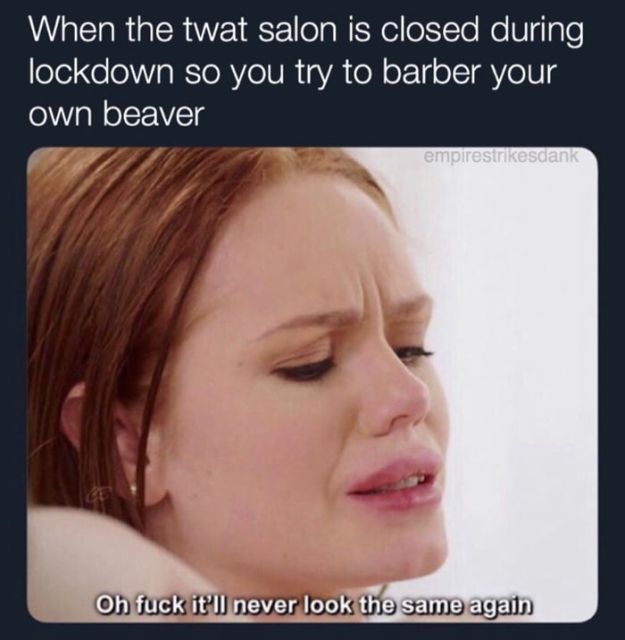 When the twat salon is closed during
lockdown so you try to barber your
own beaver
empirestrikesdank
Oh fuck it'll never look the same again